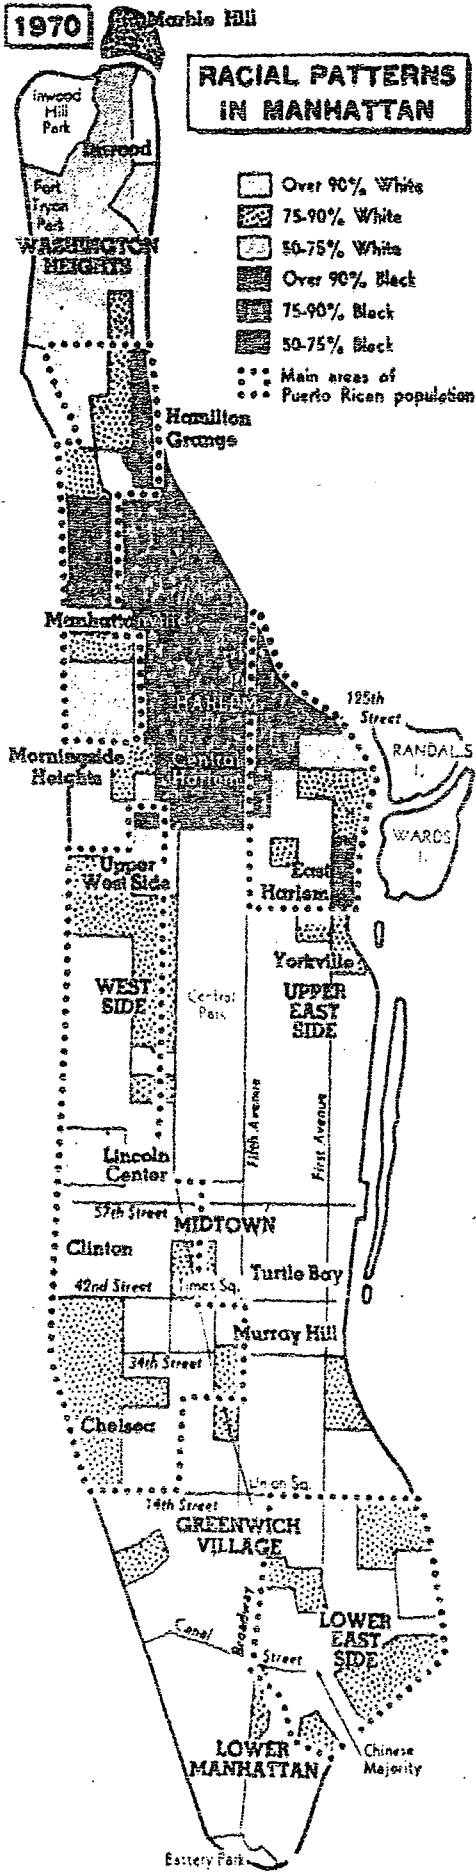 1970
Marble Hill
RACIAL PATTERNS
IN MANHATTAN
Inwood
Hill
Park
Inwood
Fort
Tryon
Park
WASHINGTON
HEIGHTS
Over 90% White
75-90% White
50-75% White
Over 90% Black
75-90% Black
50-75% Black
Main areas of
Puerto Rican population
Hamilton
Grange
Manhattanville
HARLEM
125th
Street
RANDALLS
I.
Morningside
Heights
Central
Harlem
WARDS
I.
Upper
West Side
East
Harlem
Yorkville
WEST
SIDE
Central
Park
UPPER
EAST
SIDE
Fifth Avenue
First Avenue
Lincoln
Center
57th Street
MIDTOWN
Clinton
Turtle Bay
42nd Street
Times Sq.
Murray Hill
34th Street
Chelsea
Union Sq.
14th Street
GREENWICH
VILLAGE
Broadway
LOWER
EAST
SIDE
Canal
Street
LOWER
MANHATTAN
Chinese
Majority
Battery Park